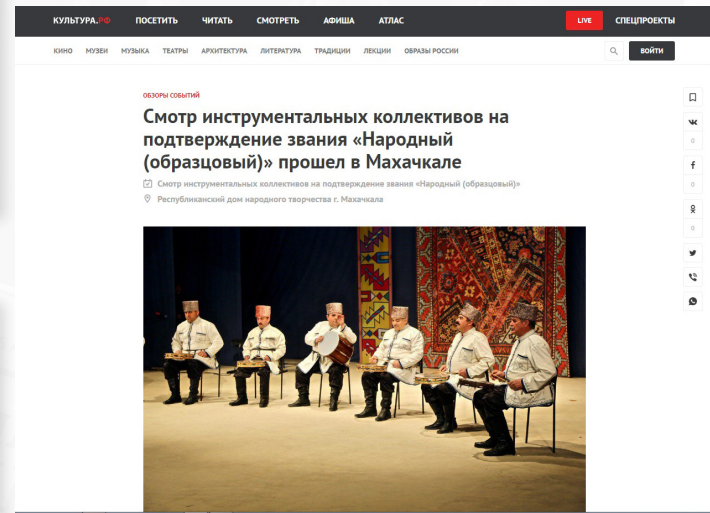 КУЛЬТУРА.РФ ПОСЕТИТЬ ЧИТАТЬ СМОТРЕТЬ АФИША АТЛАС LIVE СПЕЦПРОЕКТЫ
КИНО МУЗЕИ МУЗЫКА ТЕАТРЫ АРХИТЕКТУРА ЛИТЕРАТУРА ТРАДИЦИИ ЛЕКЦИИ ОБРАЗЫ РОССИИ ВОЙТИ
ОБЗОРЫ СОБЫТИЙ
Смотр инструментальных коллективов на
подтверждение звания «Народный
(образцовый)» прошел в Махачкале
Смотр инструментальных коллективов на подтверждение звания «Народный (образцовый)»
Республиканский дом народного творчества г. Махачкала
0
0
0